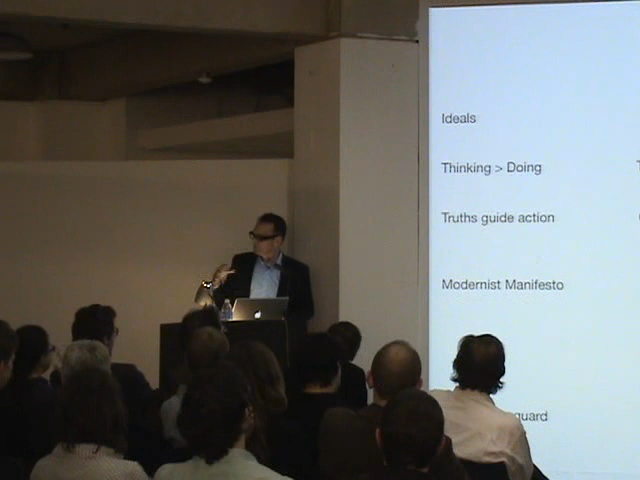 Ideals
Thinking > Doing
Truths guide action
Modernist Manifesto
guard